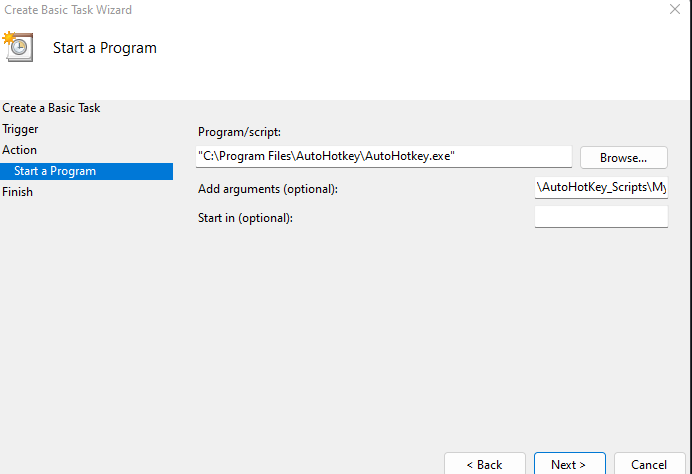 Create Basic Task Wizard
Start a Program
Create a Basic Task
Trigger
Action
Start a Program
Finish
Program/script:
"C:\Program Files\AutoHotkey\AutoHotkey.exe"
Browse...
Add arguments (optional):
\AutoHotKey_Scripts\My
Start in (optional):
< Back
Next >
Cancel